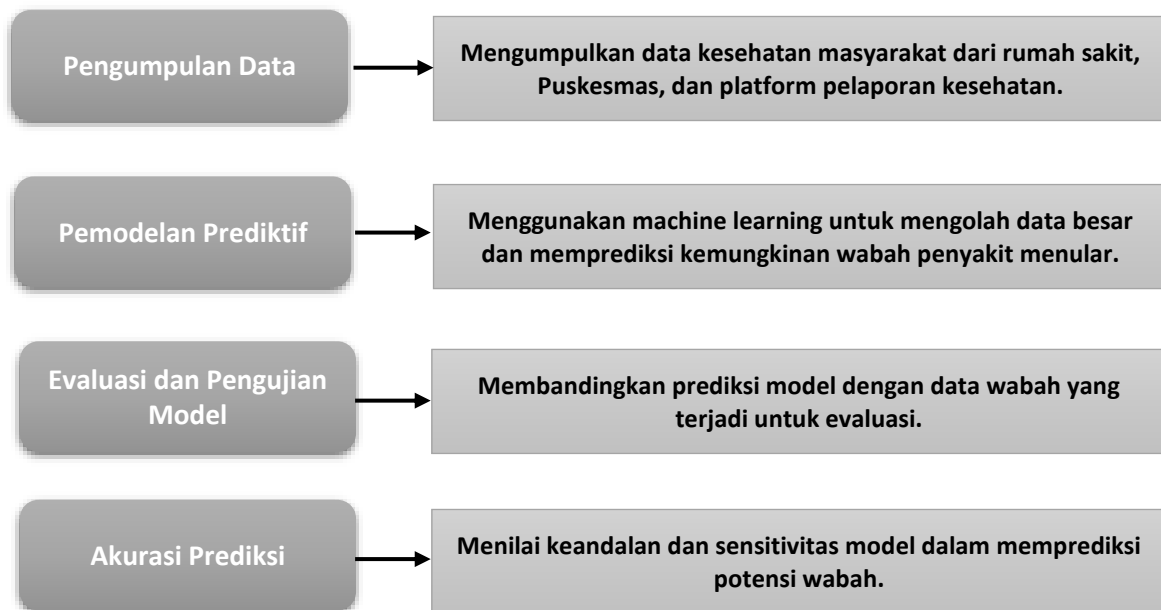 Pengumpulan Data
Mengumpulkan data kesehatan masyarakat dari rumah sakit,
Puskesmas, dan platform pelaporan kesehatan.
Pemodelan Prediktif
Menggunakan machine learning untuk mengolah data besar
dan memprediksi kemungkinan wabah penyakit menular.
Evaluasi dan Pengujian
Model
Membandingkan prediksi model dengan data wabah yang
terjadi untuk evaluasi.
Akurasi Prediksi
Menilai keandalan dan sensitivitas model dalam memprediksi
potensi wabah.